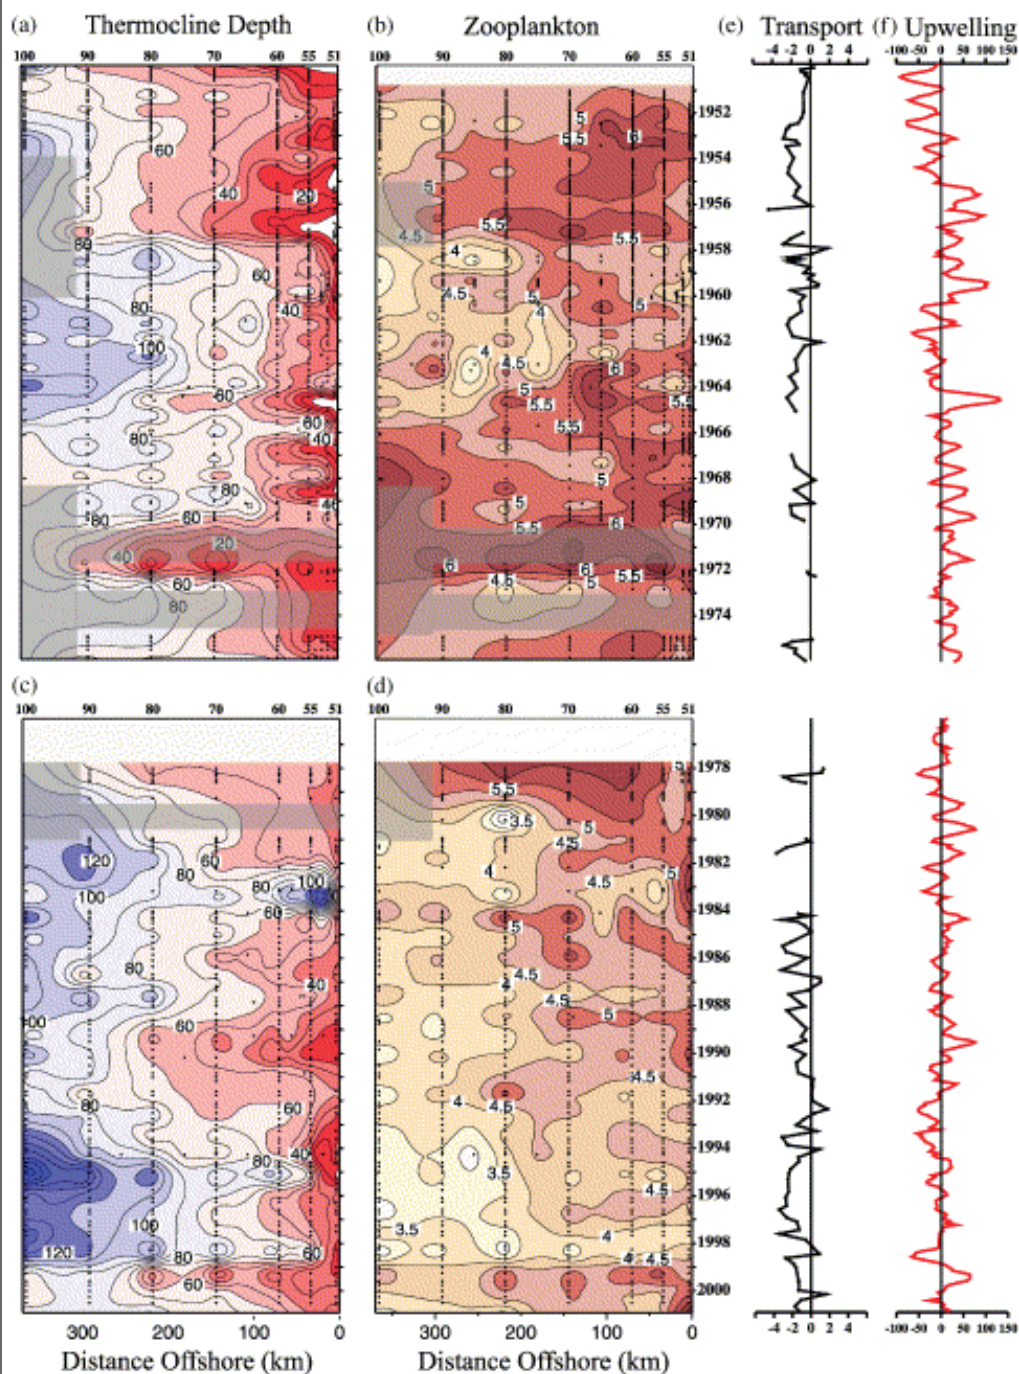 (a) Thermocline Depth (b) Zooplankton (e) Transport (f) Upwelling
100 90 80 70 60 55 51 100 90 80 70 60 55 51 -4 -2 0 2 4 -100 -50 0 50 100 150
5 1952
60 5.5 6
1954
40 20 5
5.5 1956
80 4.5 5.5
4 1958
60
80 40 4.5 5 5 1960
4
100 4 4.5 6 1962
5 1964
60 5.5 5.5
60
80 40 5.5 1966
5 1968
80 40 5
80 60 5.5 6 1970
20
40 6 6 5.5 1972
60 4.5 5
80 1974
(c) (d)
100 90 80 70 60 55 51 100 90 80 70 60 55 51
5 1978
5.5
3.5 5 1980
120 60 4.5 1982
80 80 100 4 4.5 5
100 60 1984
5
80 4.5 1986
40 4 4.5
60 5 1988
1990
4.5
80 60 4 4.5 1992
40 1994
80 3.5
4.5 1996
100 3.5 4
120 80 60 4 4.5 1998
60 2000
300 200 100 0 300 200 100 0 -4 -2 0 2 4 -100 -50 0 50 100 150
Distance Offshore (km) Distance Offshore (km)